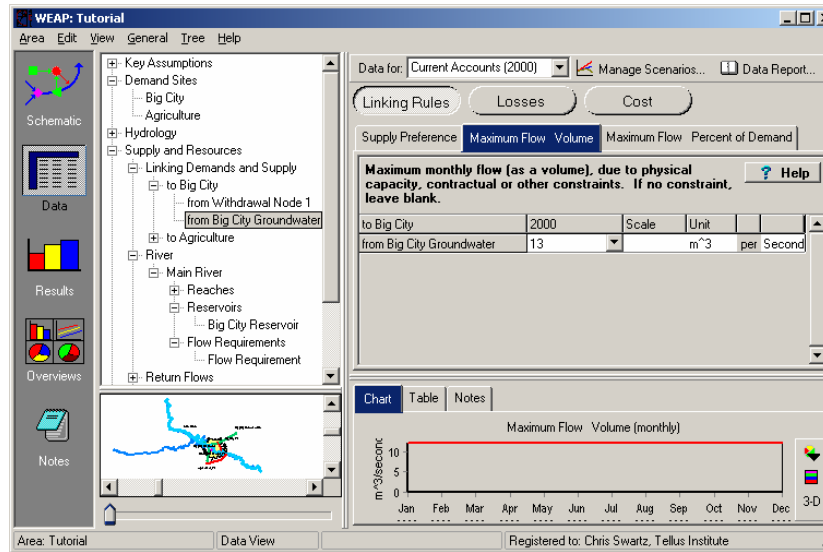 WEAP: Tutorial
Area Edit View General Tree Help
Schematic
Data
Results
Overviews
Notes
Key Assumptions
Demand Sites
Big City
Agriculture
Hydrology
Supply and Resources
Linking Demands and Supply
to Big City
from Withdrawal Node 1
from Big City Groundwater
to Agriculture
River
Main River
Reaches
Reservoirs
Big City Reservoir
Flow Requirements
Flow Requirement
Return Flows
Data for: Current Accounts (2000) Manage Scenarios... Data Report...
Linking Rules Losses Cost
Supply Preference Maximum Flow Volume Maximum Flow Percent of Demand
Maximum monthly flow (as a volume), due to physical
capacity, contractual or other constraints. If no constraint,
leave blank.
? Help
to Big City 2000 Scale Unit
from Big City Groundwater 13 m^3 per Second
Chart Table Notes
Maximum Flow Volume (monthly)
m^3/second
10
5
0
Jan Feb Mar Apr May Jun Jul Aug Sep Oct Nov Dec
3-D
Area: Tutorial Data View Registered to: Chris Swartz, Tellus Institute